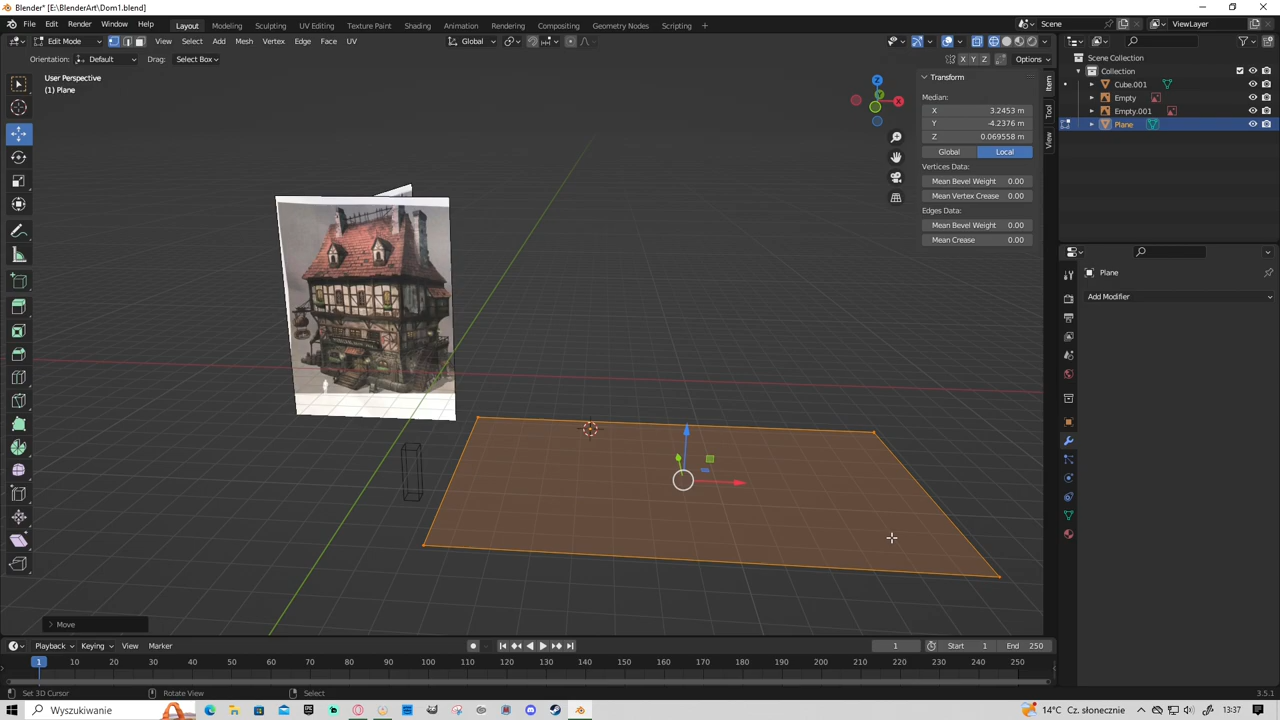 Blender* [E:\BlenderArt\Dom1.blend]
File Edit Render Window Help Layout Modeling Sculpting UV Editing Texture Paint Shading Animation Rendering Compositing Geometry Nodes Scripting + Scene ViewLayer
Edit Mode View Select Add Mesh Vertex Edge Face UV Global
Orientation: Default Drag: Select Box X Y Z Options
User Perspective
(1) Plane
Transform
Median:
X 3.2453 m
Y -4.2376 m
Z 0.069558 m
Global Local
Vertices Data:
Mean Bevel Weight 0.00
Mean Vertex Crease 0.00
Edges Data:
Mean Bevel Weight 0.00
Mean Crease 0.00
Item
Tool
View
Z
Y
X
Scene Collection
Collection
Cube.001
Empty
Empty.001
Plane
Plane
Add Modifier
Move
Playback Keying View Marker 1 Start 1 End 250
1 10 20 30 40 50 60 70 80 90 100 110 120 130 140 150 160 170 180 190 200 210 220 230 240 250
Set 3D Cursor Rotate View Select 3.5.1
Wyszukiwanie 14°C Cz. słonecznie 13:37